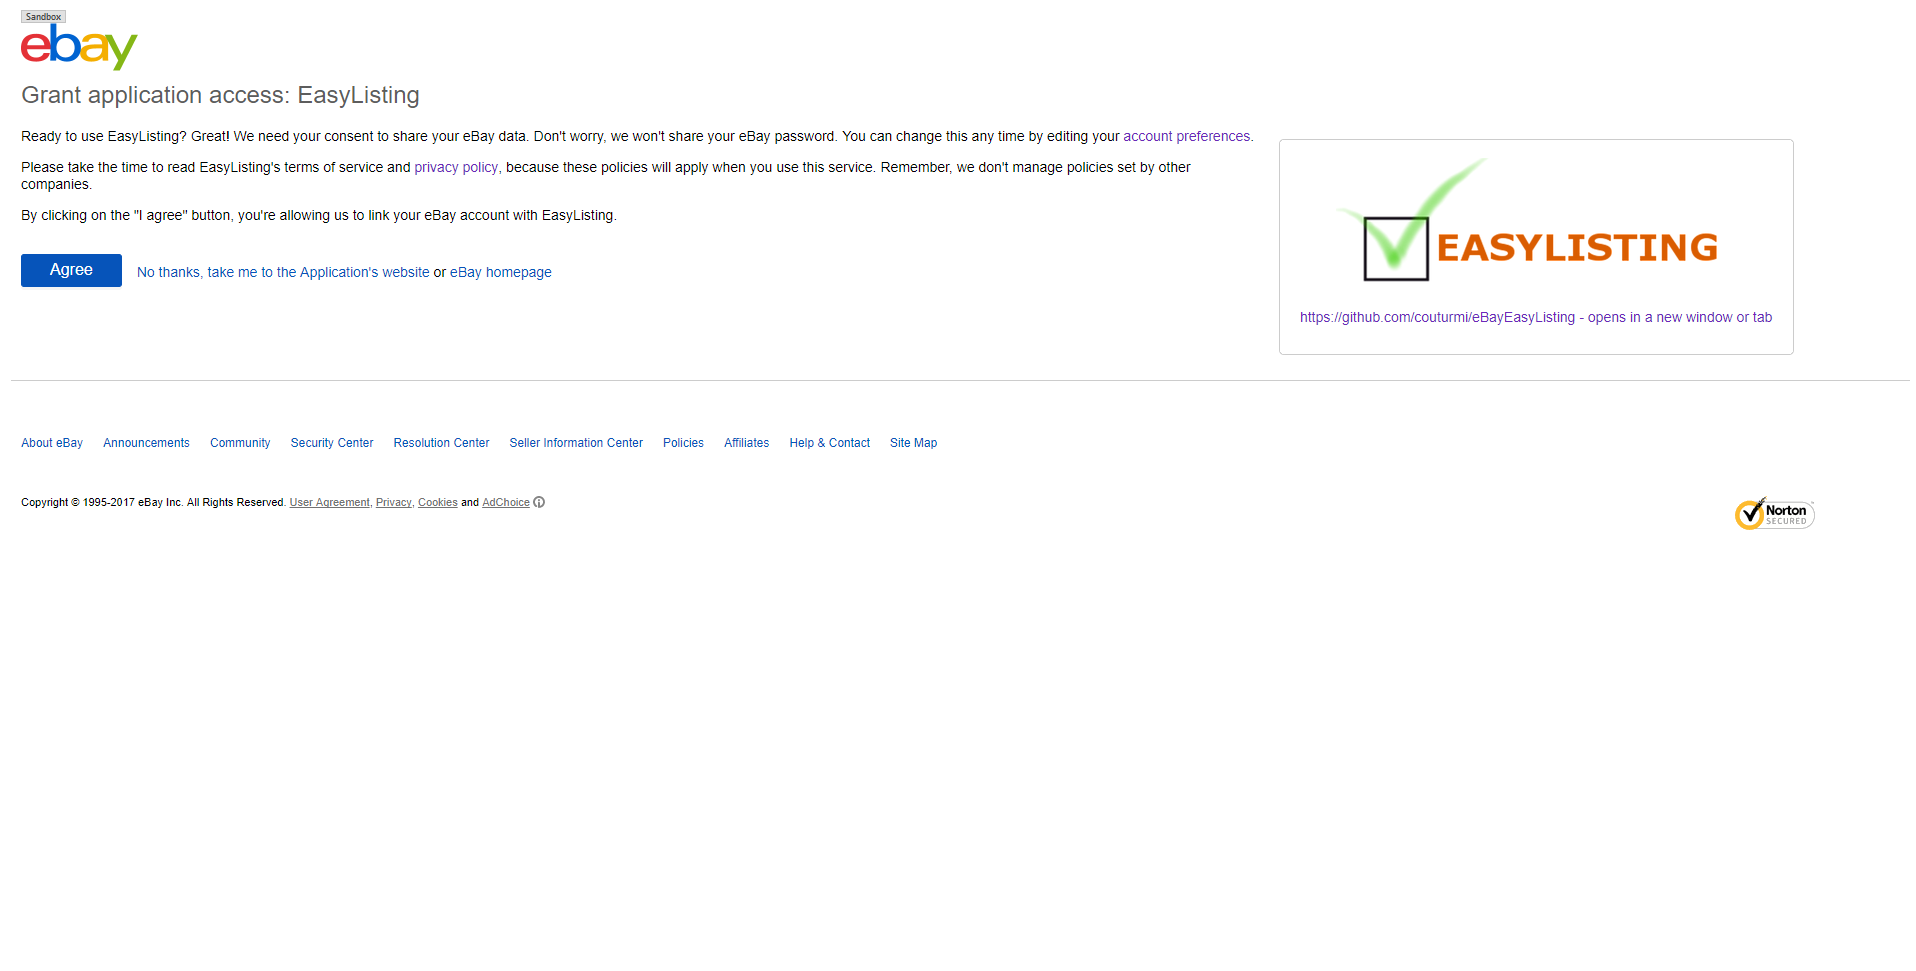 Sandbox
ebay
Grant application access: EasyListing
Ready to use EasyListing? Great! We need your consent to share your eBay data. Don't worry, we won't share your eBay password. You can change this any time by editing your account preferences.
Please take the time to read EasyListing's terms of service and privacy policy, because these policies will apply when you use this service. Remember, we don't manage policies set by other
companies.
By clicking on the "I agree" button, you're allowing us to link your eBay account with EasyListing.
Agree No thanks, take me to the Application's website or eBay homepage
EASYLISTING
https://github.com/couturmi/eBayEasyListing - opens in a new window or tab
About eBay Announcements Community Security Center Resolution Center Seller Information Center Policies Affiliates Help & Contact Site Map
Copyright © 1995-2017 eBay Inc. All Rights Reserved. User Agreement, Privacy, Cookies and AdChoice
Norton
SECURED